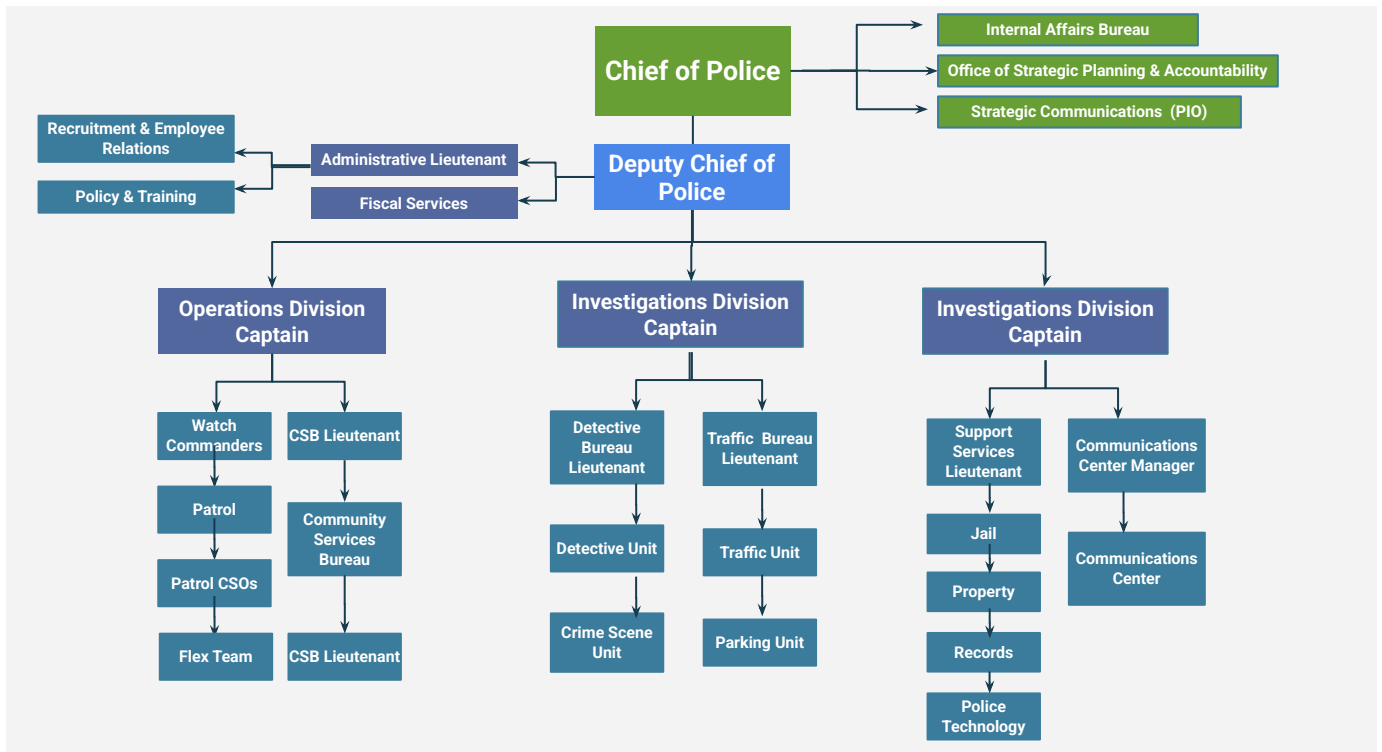 Chief of Police
Internal Affairs Bureau
Office of Strategic Planning & Accountability
Strategic Communications (PIO)
Recruitment & Employee
Relations
Policy & Training
Administrative Lieutenant
Fiscal Services
Deputy Chief of
Police
Operations Division
Captain
Watch
Commanders
Patrol
Patrol CSOs
Flex Team
CSB Lieutenant
Community
Services
Bureau
CSB Lieutenant
Investigations Division
Captain
Detective
Bureau
Lieutenant
Detective Unit
Crime Scene
Unit
Traffic Bureau
Lieutenant
Traffic Unit
Parking Unit
Investigations Division
Captain
Support
Services
Lieutenant
Jail
Property
Records
Police
Technology
Communications
Center Manager
Communications
Center